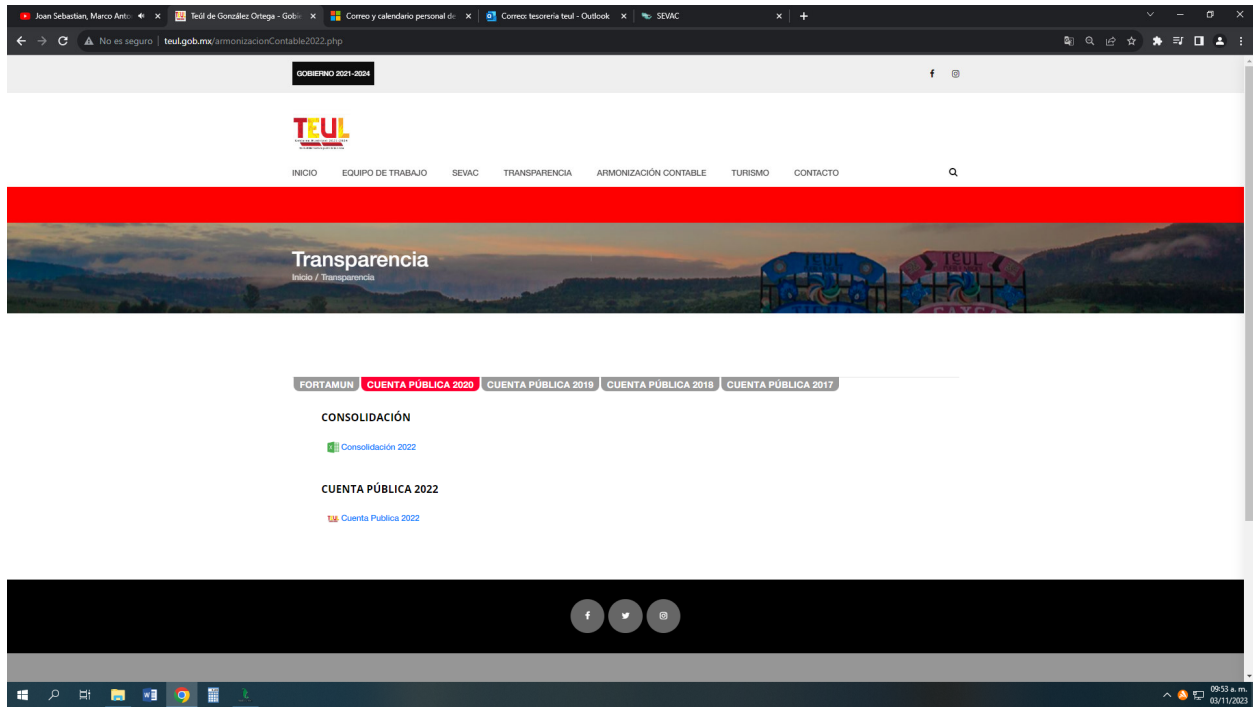 Joan Sebastian, Marco Anto
Teúl de González Ortega - Gobi
Correo y calendario personal de
Correo: tesoreria teul - Outlook
SEVAC
No es seguro | teul.gob.mx/armonizacionContable2022.php
GOBIERNO 2021-2024
TEUL
INICIO EQUIPO DE TRABAJO SEVAC TRANSPARENCIA ARMONIZACIÓN CONTABLE TURISMO CONTACTO
Transparencia
Inicio / Transparencia
TEUL TEUL
FORTAMUN CUENTA PÚBLICA 2020 CUENTA PÚBLICA 2019 CUENTA PÚBLICA 2018 CUENTA PÚBLICA 2017
CONSOLIDACIÓN
Consolidación 2022
CUENTA PÚBLICA 2022
Cuenta Publica 2022
09:53 a. m.
03/11/2023